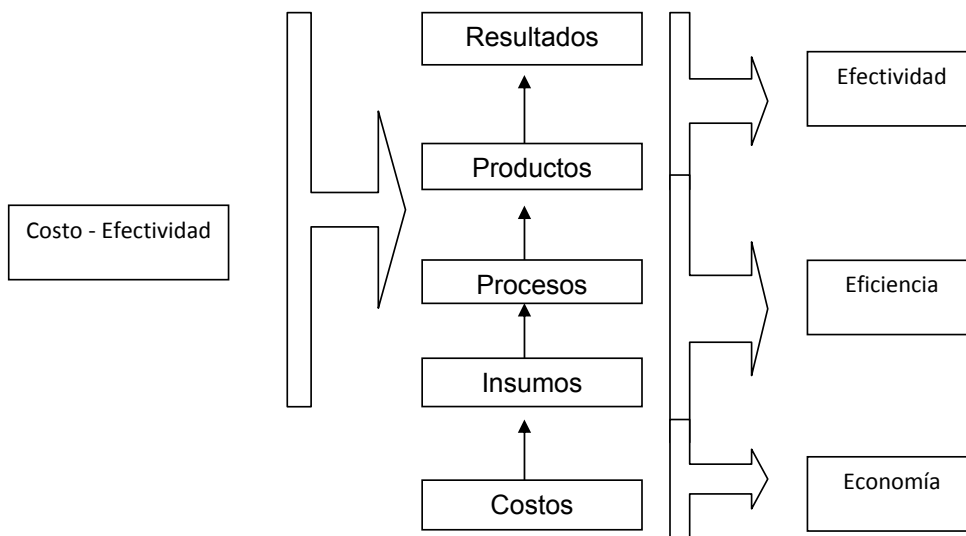 Resultados
Efectividad
Productos
Costo - Efectividad
Procesos
Eficiencia
Insumos
Economía
Costos